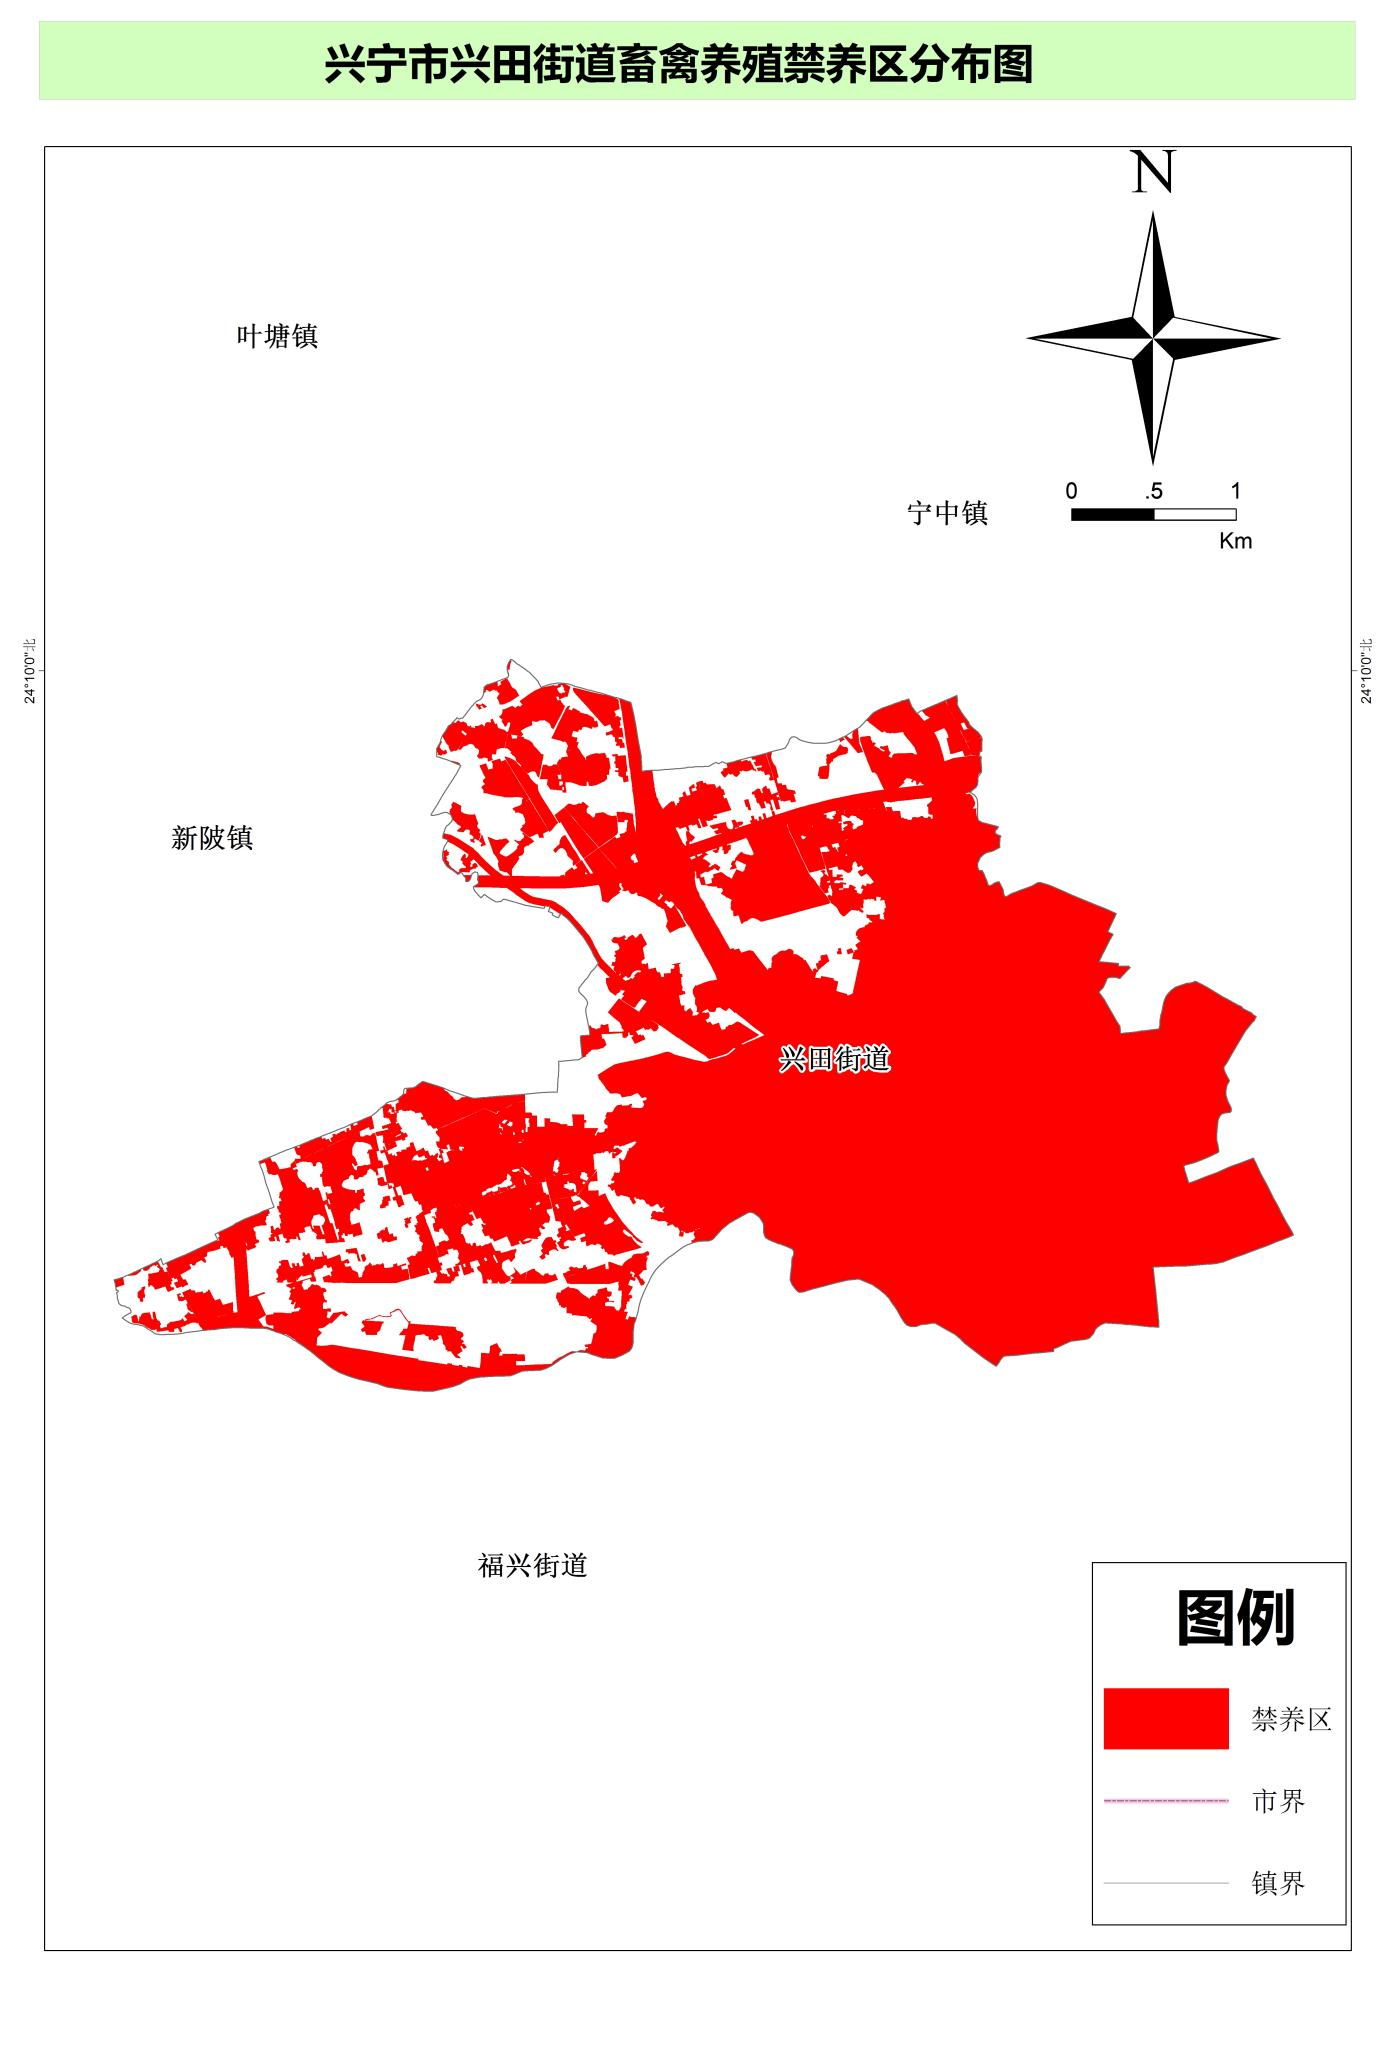 兴宁市兴田街道畜禽养殖禁养区分布图
N
叶塘镇
0 .5 1
宁中镇
Km
24°10'0"北
24°10'0"北
新陂镇
兴田街道
福兴街道
图例
禁养区
市界
镇界